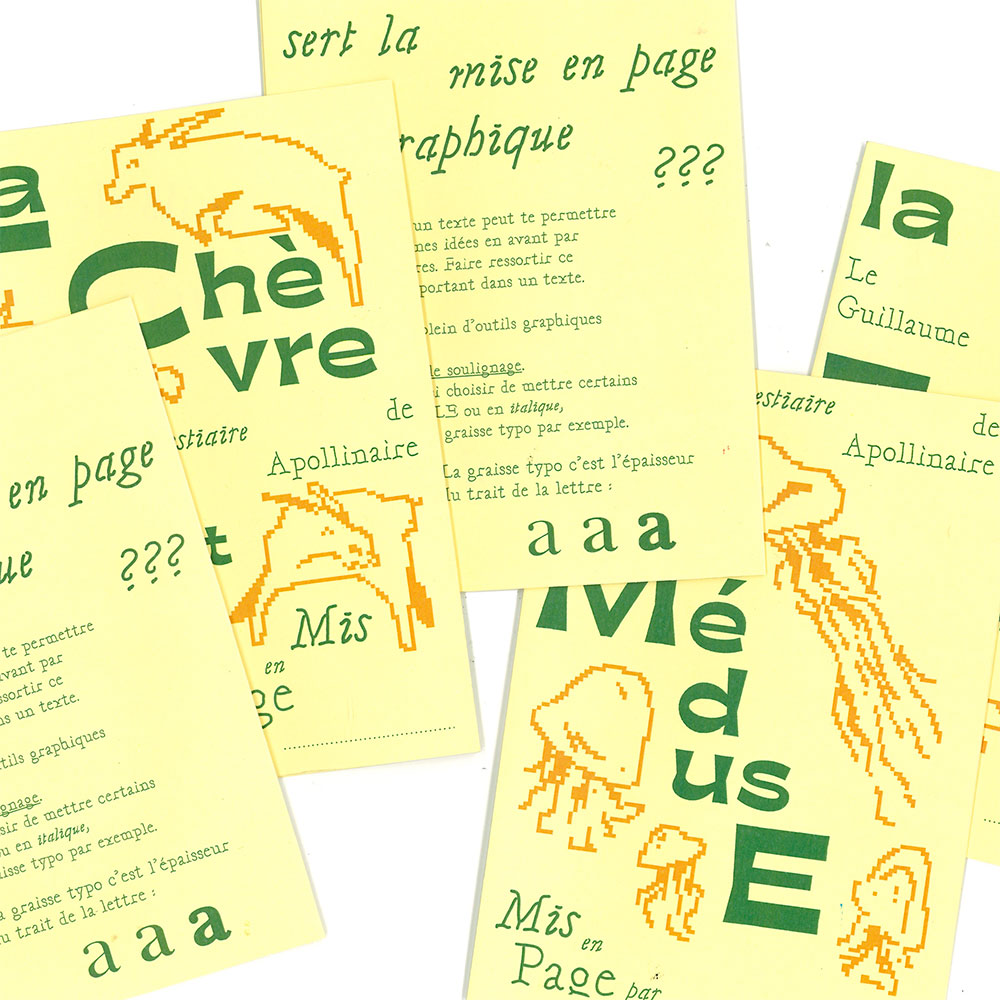 sert la
mise en page
raphique
???
un texte peut te permettre
mes idées en avant par
res. Faire ressortir ce
portant dans un texte.
plein d'outils graphiques
le soulignage.
i choisir de mettre certains
LE ou en italique,
graisse typo par exemple.
La graisse typo c'est l'épaisseur
du trait de la lettre :
a a a
a
Chè
vre
de
estiaire
Apollinaire
t
Mis
en
ge
la
Le
Guillaume
en page
ue
???
te permettre
avant par
ssortir ce
ns un texte.
tils graphiques
gnage.
sir de mettre certains
ou en italique,
isse typo par exemple.
a graisse typo c'est l'épaisseur
u trait de la lettre :
a a a
estiaire
de
Apollinaire
Mé
d
us
E
Mis
en
Page par